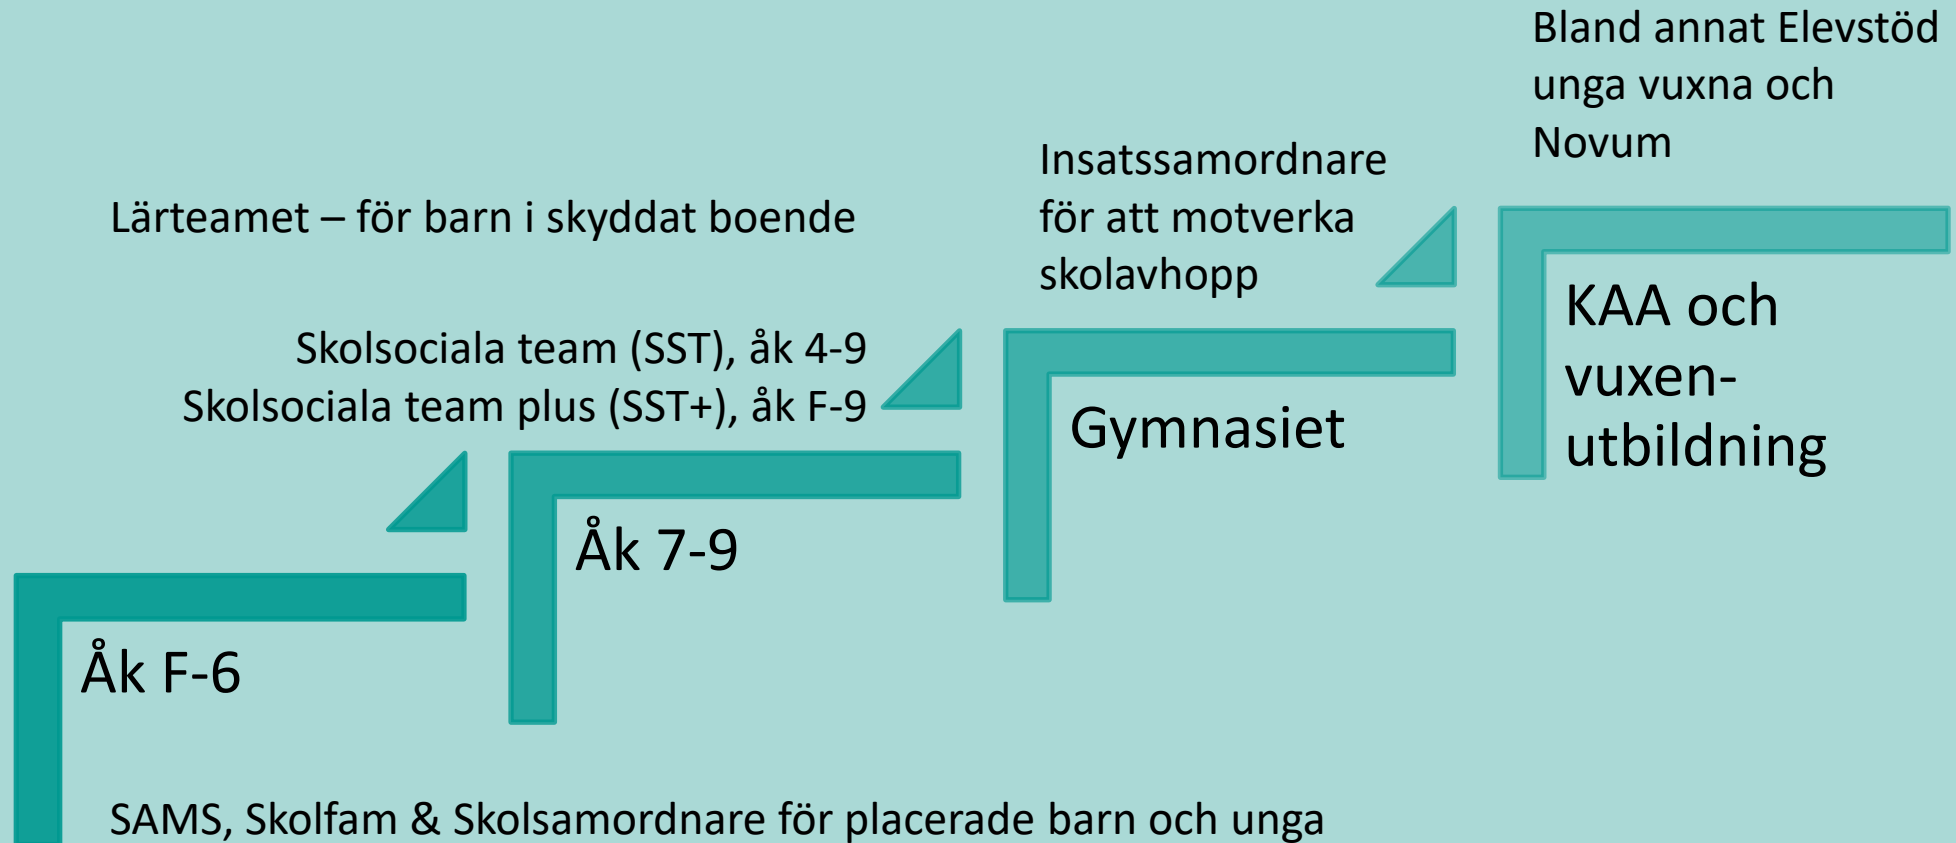 Bland annat Elevstöd
unga vuxna och
Novum
Insatssamordnare
för att motverka
skolavhopp
Lärteamet – för barn i skyddat boende
Skolsociala team (SST), åk 4-9
Skolsociala team plus (SST+), åk F-9
KAA och
vuxen-
utbildning
Gymnasiet
Åk 7-9
Åk F-6
SAMS, Skolfam & Skolsamordnare för placerade barn och unga